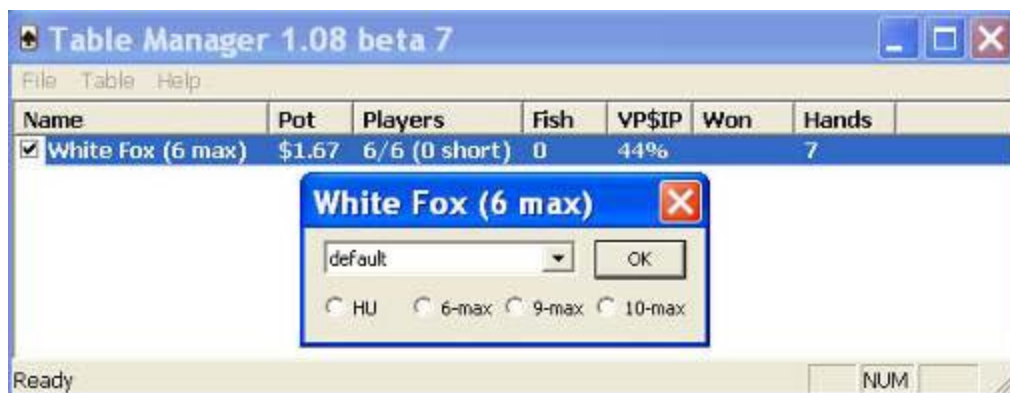 Table Manager 1.08 beta 7
File Table Help
Name Pot Players Fish VP$IP Won Hands
White Fox (6 max) $1.67 6/6 (0 short) 0 44% 7
White Fox (6 max)
default OK
HU 6-max 9-max 10-max
Ready NUM